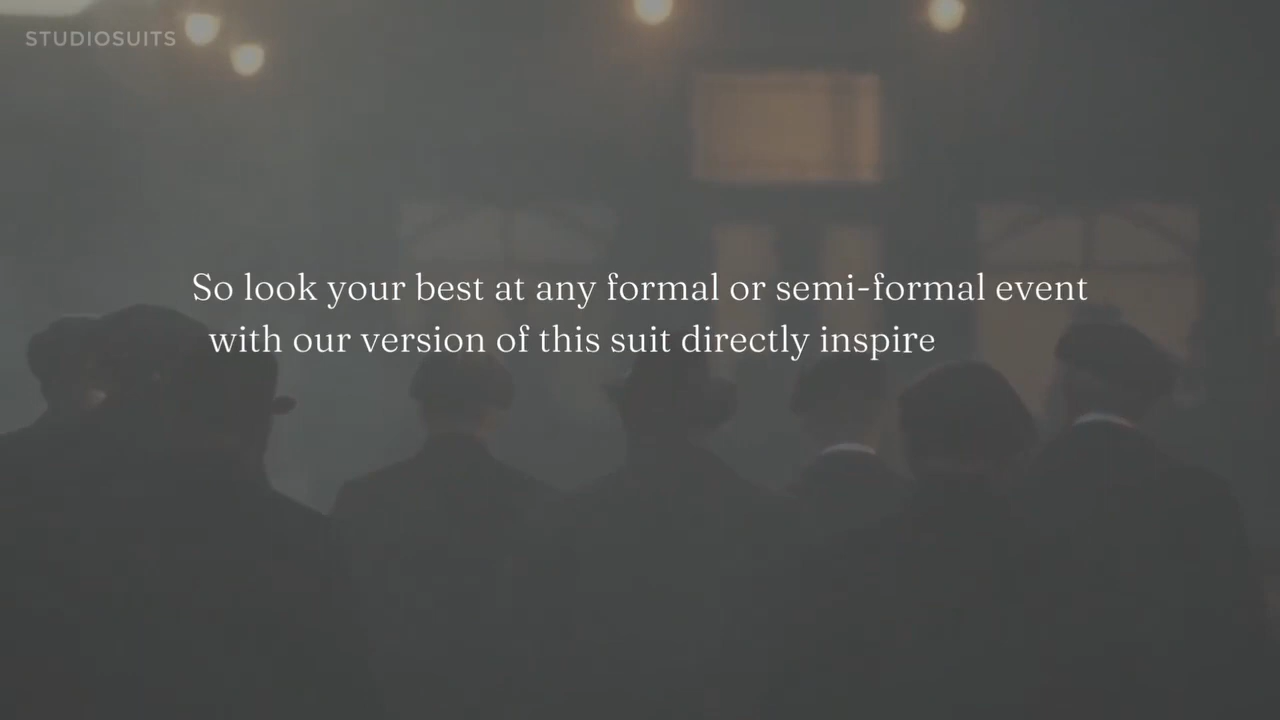 STUDIOSUITS
So look your best at any formal or semi-formal event
with our version of this suit directly inspire